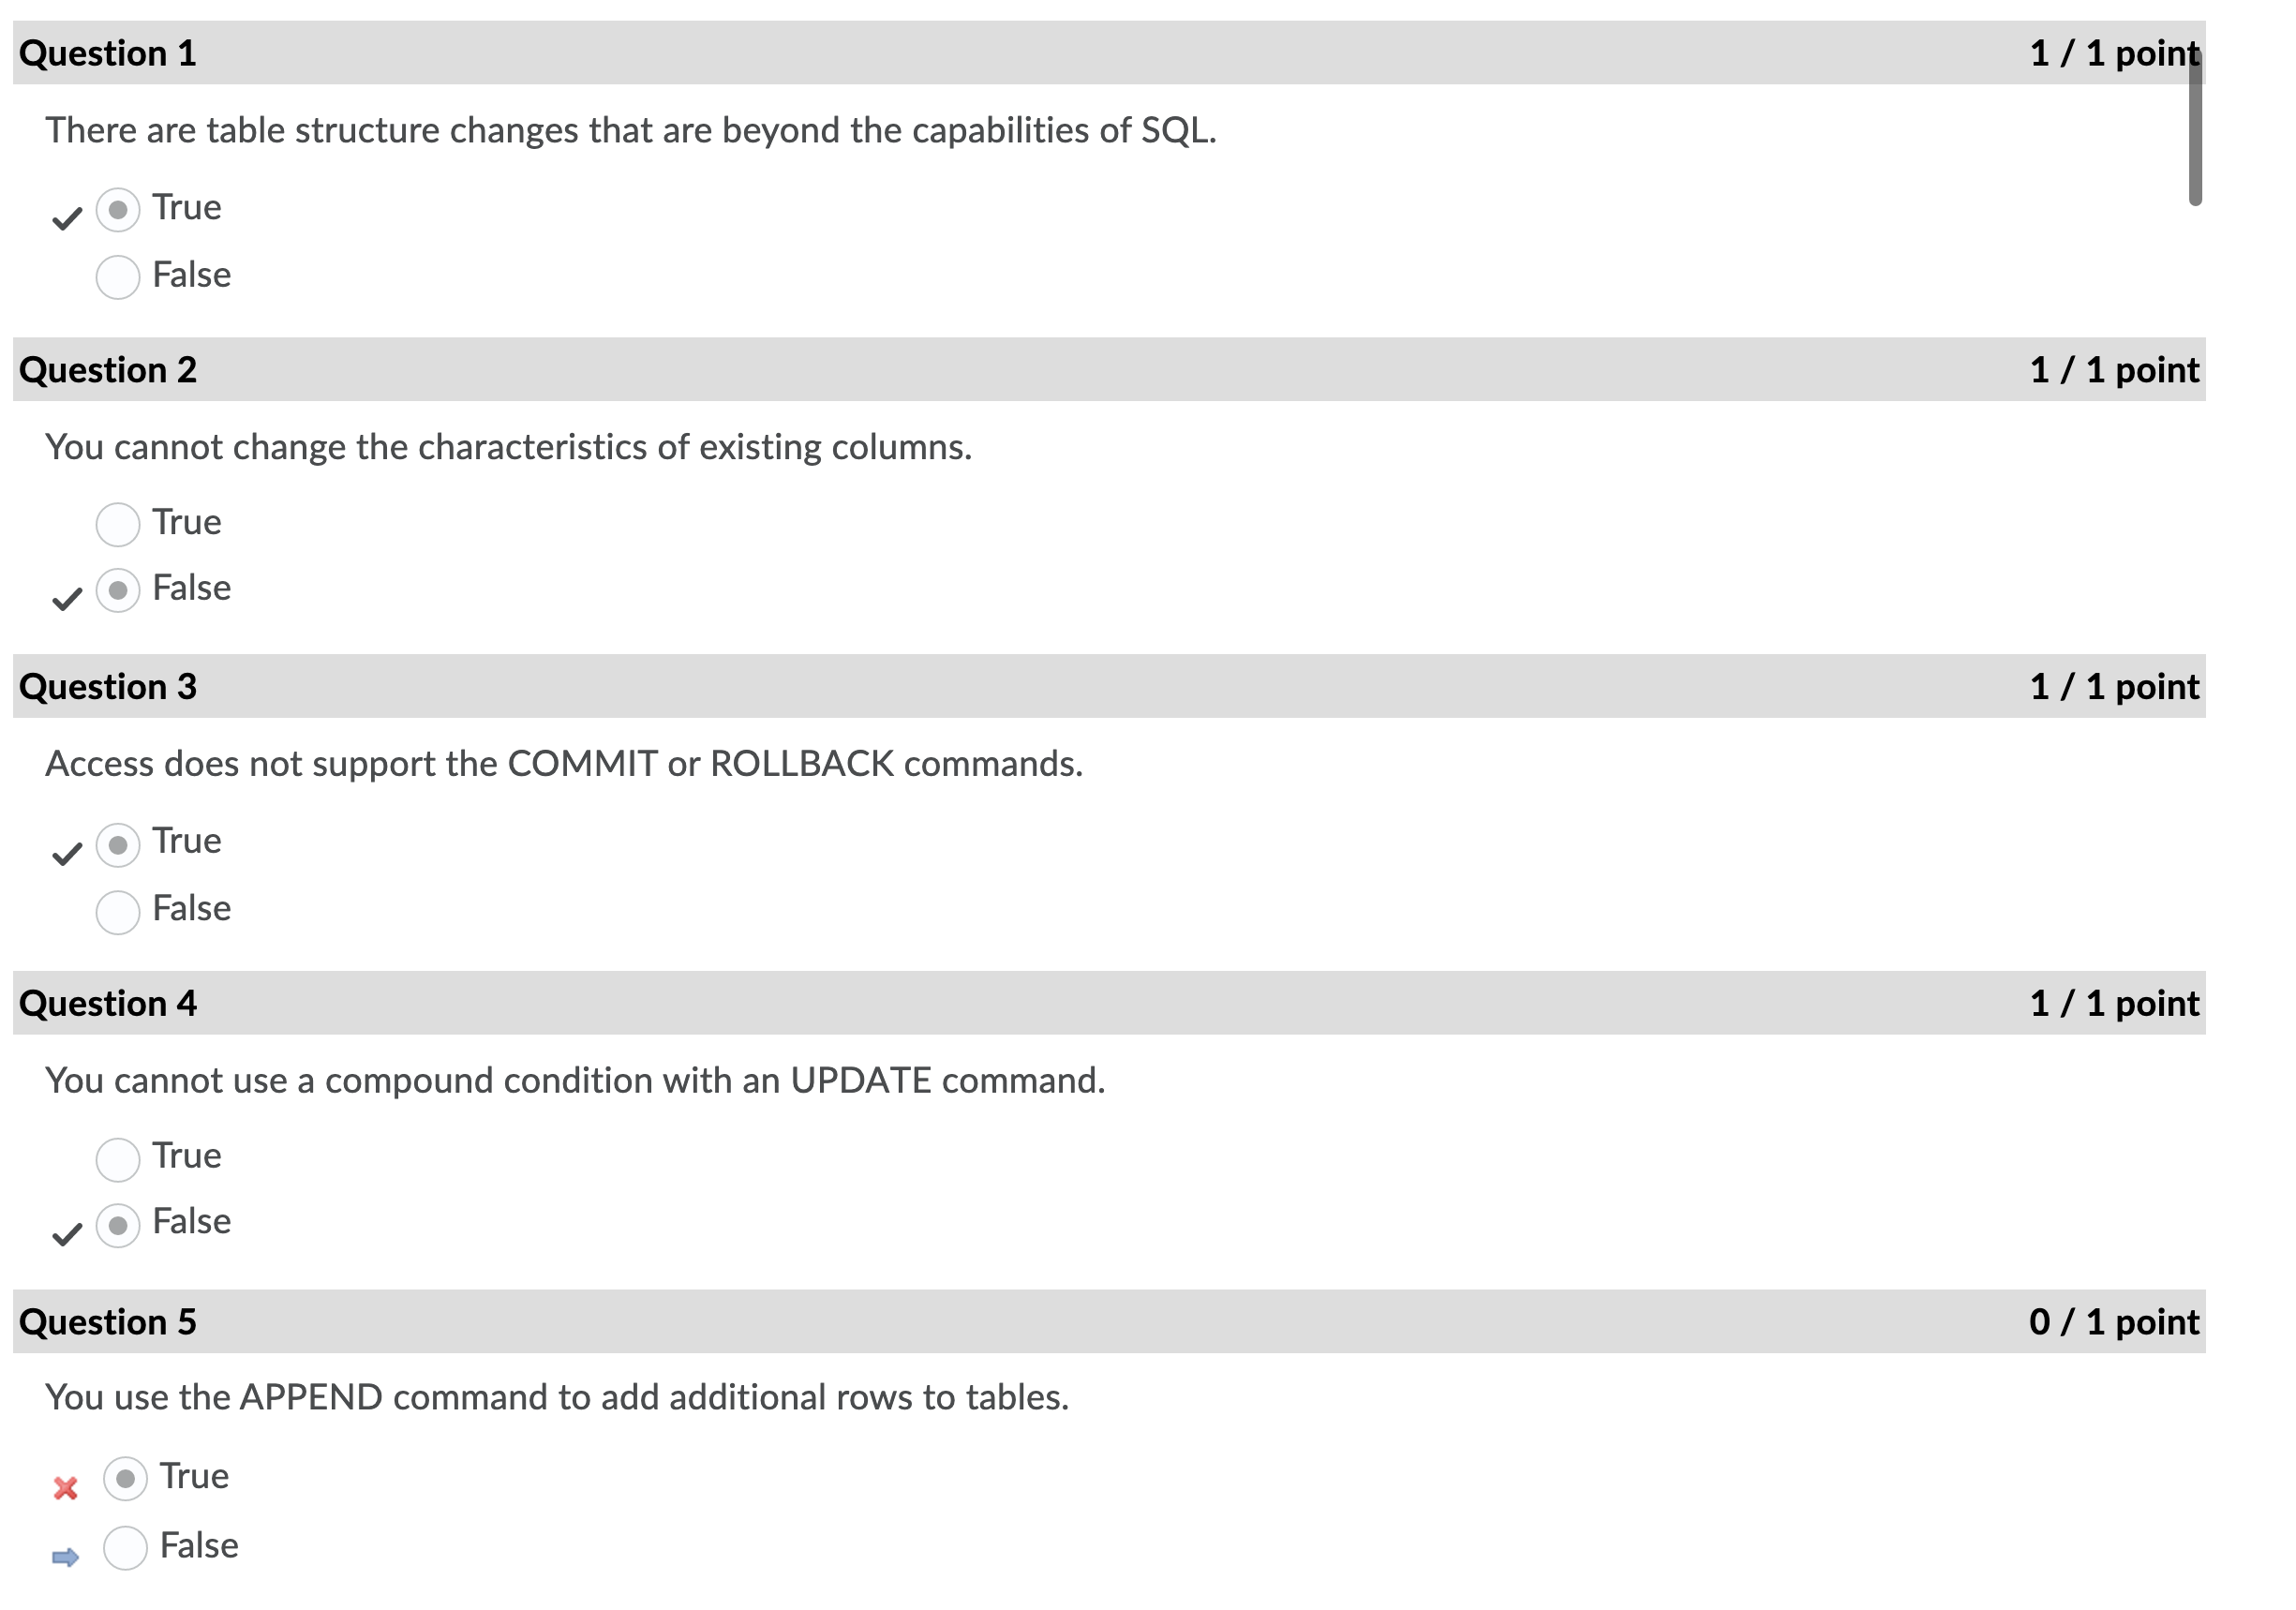 Question 1 1 / 1 point
There are table structure changes that are beyond the capabilities of SQL.
True
False
Question 2 1 / 1 point
You cannot change the characteristics of existing columns.
True
False
Question 3 1 / 1 point
Access does not support the COMMIT or ROLLBACK commands.
True
False
Question 4 1 / 1 point
You cannot use a compound condition with an UPDATE command.
True
False
Question 5 0 / 1 point
You use the APPEND command to add additional rows to tables.
True
False